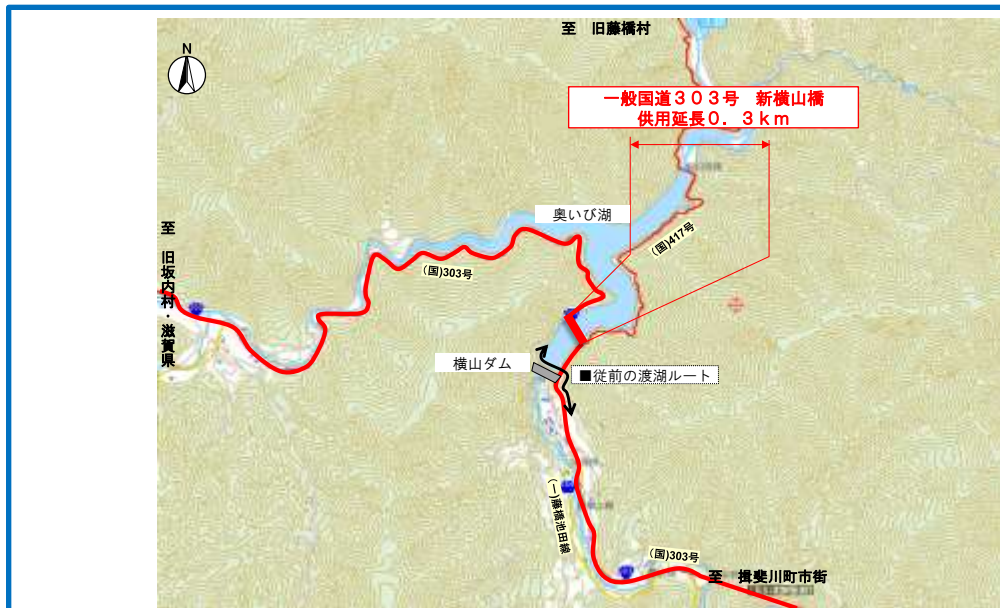 至　旧藤橋村
N
一般国道３０３号　新横山橋
供用延長０．３ｋｍ
奥いび湖
(国)417号
至　旧坂内村・滋賀県
(国)303号
横山ダム
■従前の渡湖ルート
(一)藤橋池田線
(国)303号
至　揖斐川町市街